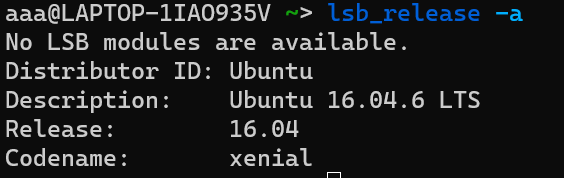 aaa@LAPTOP-1IAO935V ~> lsb_release -a
No LSB modules are available.
Distributor ID: Ubuntu
Description:    Ubuntu 16.04.6 LTS
Release:        16.04
Codename:       xenial